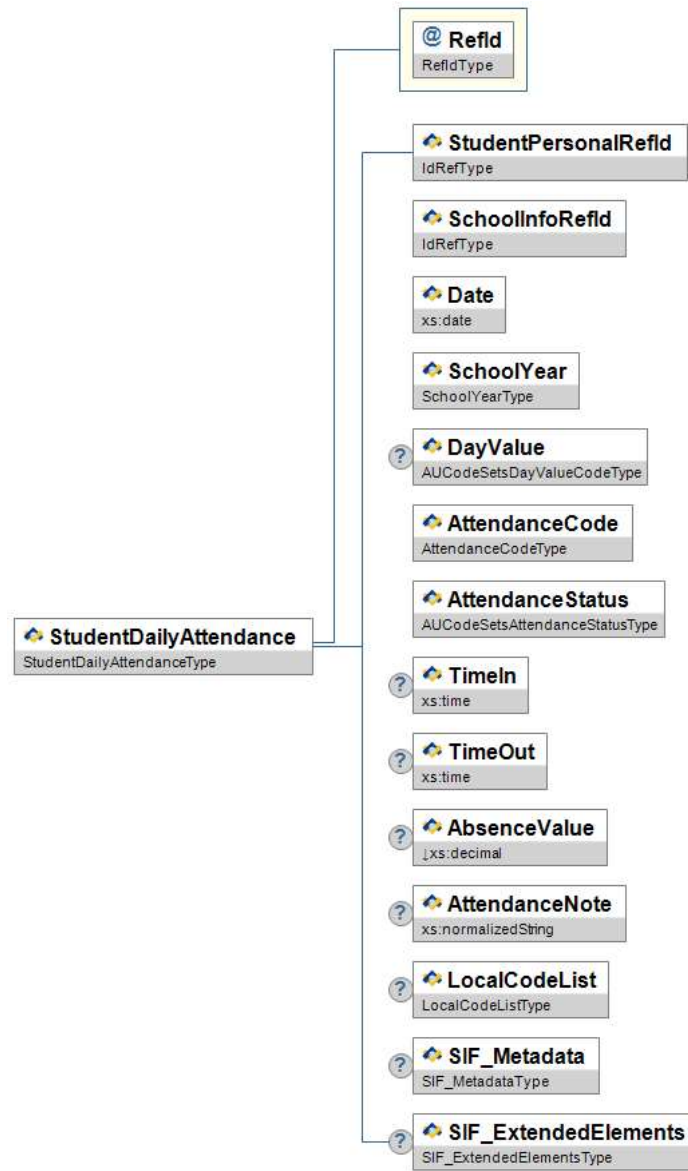 @ RefId
RefIdType
StudentPersonalRefId
IdRefType
SchoolInfoRefId
IdRefType
Date
xs:date
SchoolYear
SchoolYearType
? DayValue
AUCodeSetsDayValueCodeType
AttendanceCode
AttendanceCodeType
AttendanceStatus
AUCodeSetsAttendanceStatusType
StudentDailyAttendance
StudentDailyAttendanceType
? TimeIn
xs:time
? TimeOut
xs:time
? AbsenceValue
↓xs:decimal
? AttendanceNote
xs:normalizedString
? LocalCodeList
LocalCodeListType
? SIF_Metadata
SIF_MetadataType
? SIF_ExtendedElements
SIF_ExtendedElementsType